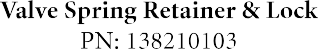 Valve Spring Retainer & Lock
PN: 138210103